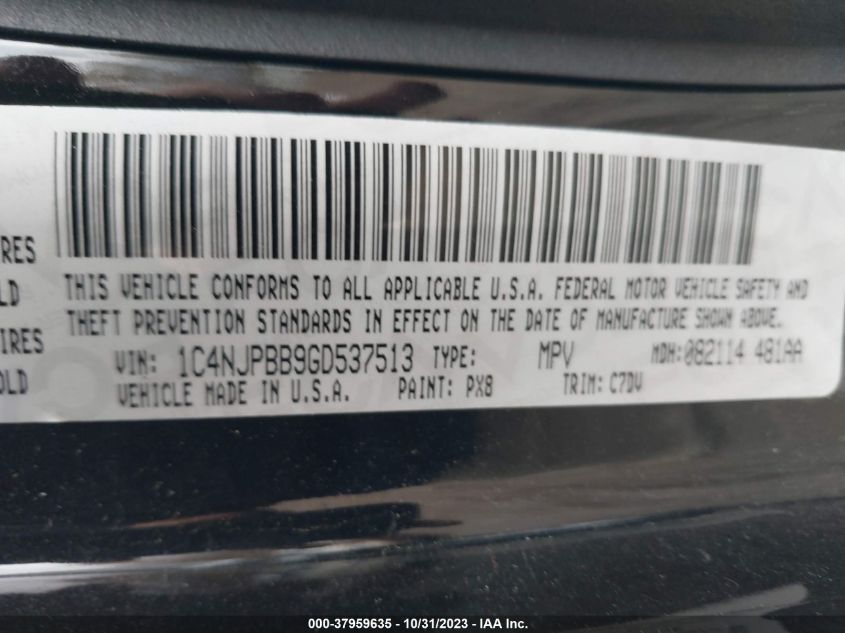 RES
LD
IRES
OLD
THIS VEHICLE CONFORMS TO ALL APPLICABLE U.S.A. FEDERAL MOTOR VEHICLE SAFETY AND
THEFT PREVENTION STANDARDS IN EFFECT ON THE DATE OF MANUFACTURE SHOWN ABOVE.
VIN: 1C4NJPBB9GD537513 TYPE: MPV MDH:082114 481AA
VEHICLE MADE IN U.S.A. PAINT: PX8 TRIM: C7DV
000-37959635 - 10/31/2023 - IAA Inc.